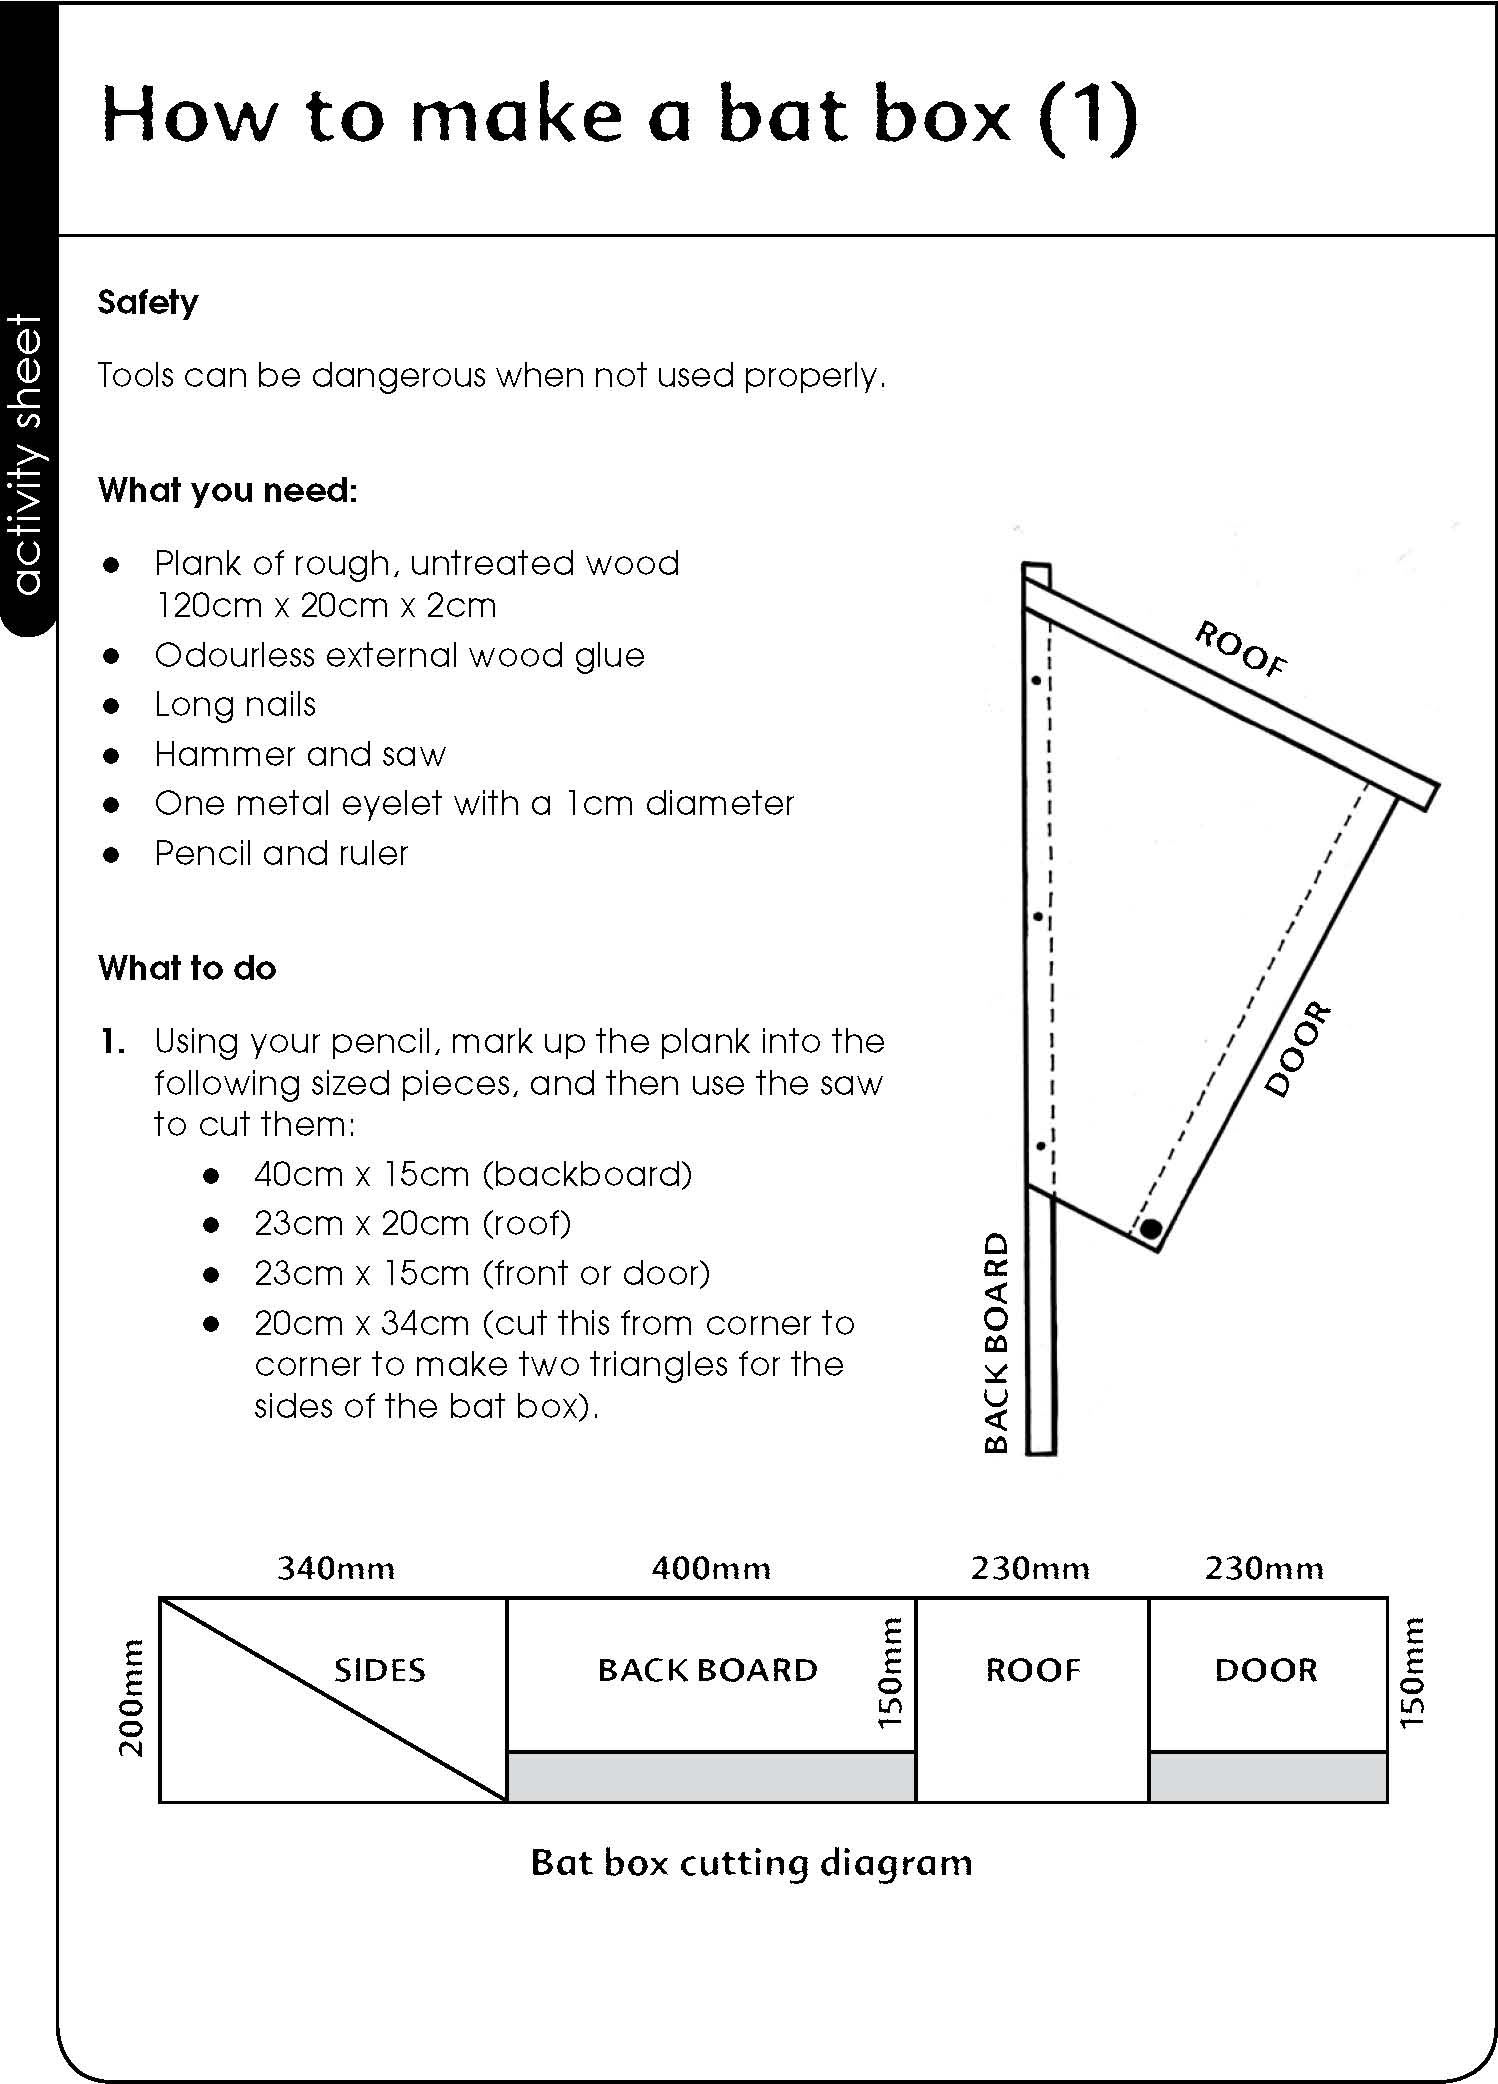 How to make a bat box (1)
activity sheet
Safety
Tools can be dangerous when not used properly.
What you need:
● Plank of rough, untreated wood
120cm x 20cm x 2cm
● Odourless external wood glue
● Long nails
● Hammer and saw
● One metal eyelet with a 1cm diameter
● Pencil and ruler
What to do
1. Using your pencil, mark up the plank into the
following sized pieces, and then use the saw
to cut them:
● 40cm x 15cm (backboard)
● 23cm x 20cm (roof)
● 23cm x 15cm (front or door)
● 20cm x 34cm (cut this from corner to
corner to make two triangles for the
sides of the bat box).
ROOF
DOOR
BACK BOARD
340mm 400mm 230mm 230mm
200mm
SIDES
BACK BOARD
150mm
ROOF
DOOR
150mm
Bat box cutting diagram